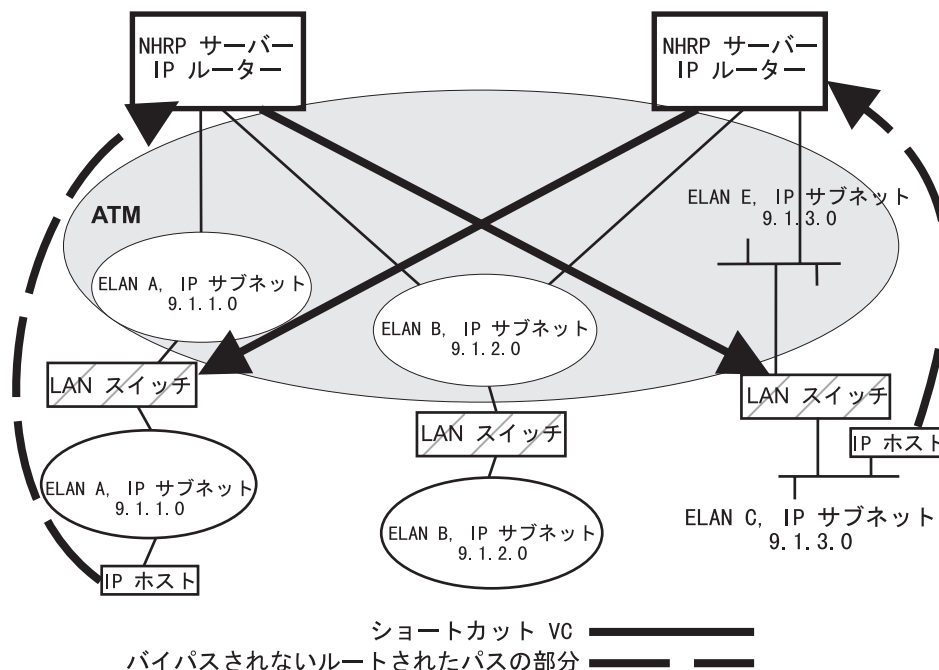 NHRP サーバー
IP ルーター
NHRP サーバー
IP ルーター
ATM
ELAN E, IP サブネット
9.1.3.0
ELAN A, IP サブネット
9.1.1.0
ELAN B, IP サブネット
9.1.2.0
LAN スイッチ
LAN スイッチ
LAN スイッチ
IP ホスト
ELAN A, IP サブネット
9.1.1.0
ELAN B, IP サブネット
9.1.2.0
ELAN C, IP サブネット
9.1.3.0
IP ホスト
ショートカット VC
バイパスされないルートされたパスの部分